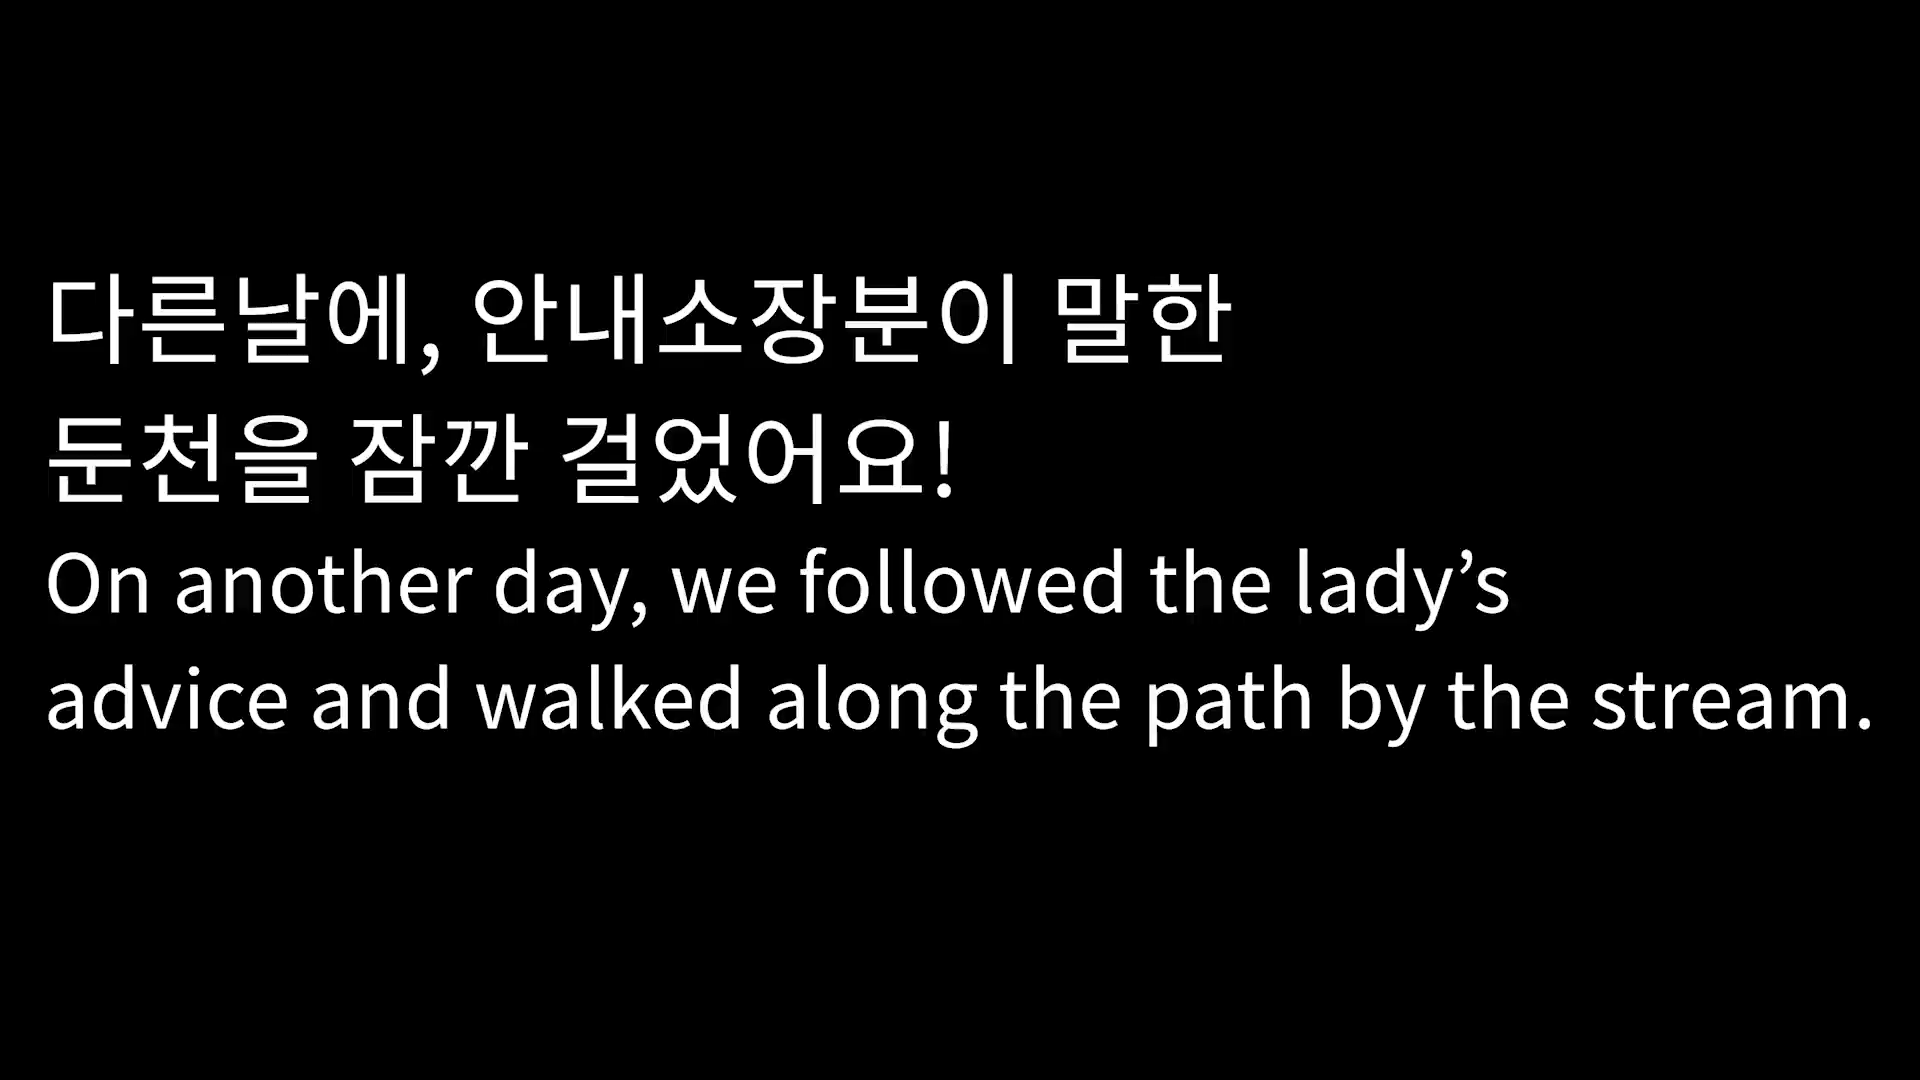 다른날에, 안내소장분이 말한
둔천을 잠깐 걸었어요!
On another day, we followed the lady’s
advice and walked along the path by the stream.